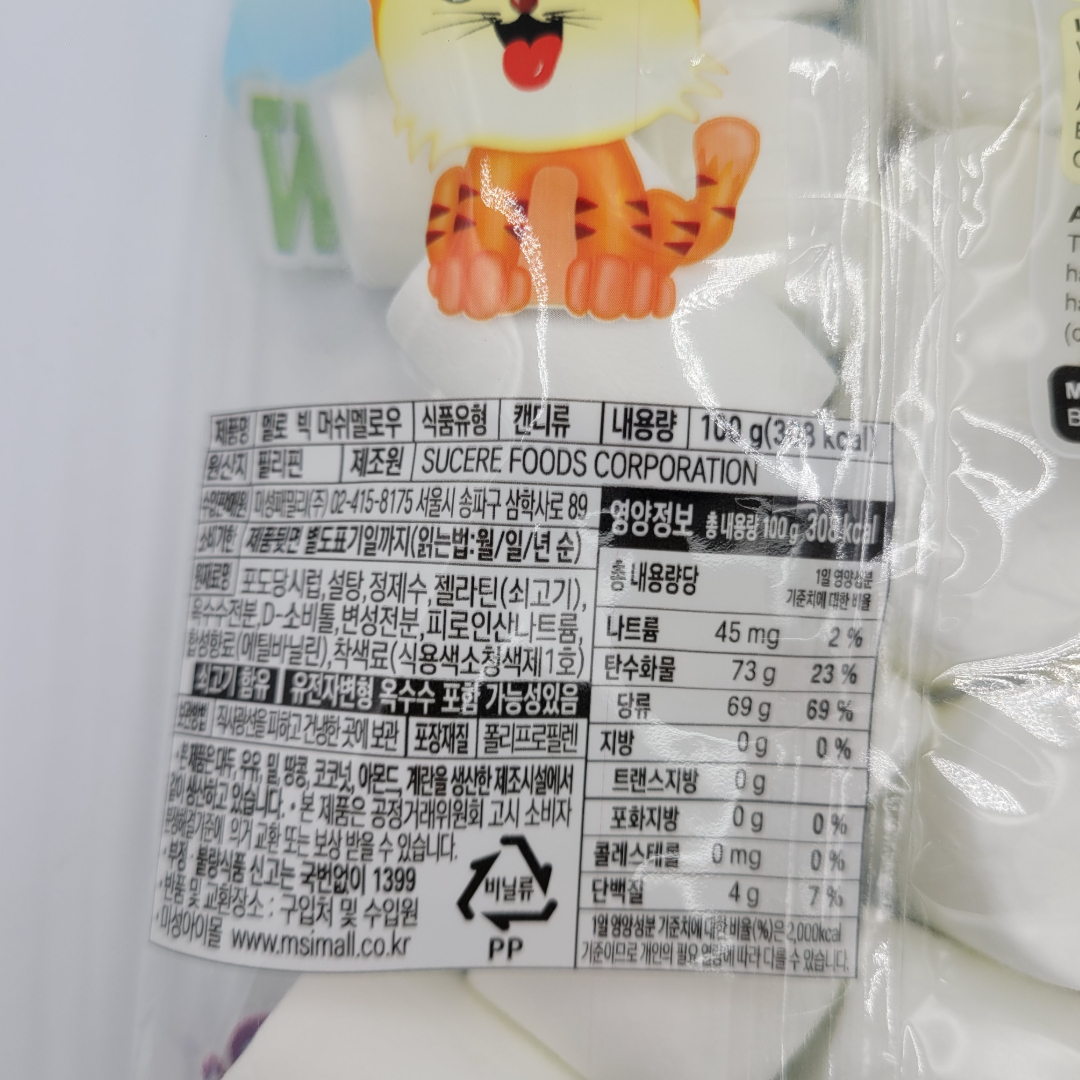 제품명 멜로 빅 머쉬멜로우 식품유형 캔디류 내용량 100 g(308 kcal)
원산지 필리핀 제조원 SUCERE FOODS CORPORATION
수입판매원 미성패밀리(주) 02-415-8175 서울시 송파구 삼학사로 89
소비기한 제품뒷면 별도표기일까지(읽는법:월/일/년 순)
원재료명 포도당시럽,설탕,정제수,젤라틴(쇠고기),
옥수수전분,D-소비톨,변성전분,피로인산나트륨,
합성향료(에틸바닐린),착색료(식용색소청색제1호)
쇠고기 함유 유전자변형 옥수수 포함 가능성있음
보관방법 직사광선을 피하고 건냉한 곳에 보관 포장재질 폴리프로필렌
·본 제품은 대두, 우유, 밀, 땅콩, 코코넛, 아몬드, 계란을 생산한 제조시설에서
같이 생산하고 있습니다. · 본 제품은 공정거래위원회 고시 소비자
분쟁해결기준에 의거 교환 또는 보상 받을 수 있습니다.
·부정·불량식품 신고는 국번없이 1399
·반품 및 교환장소 : 구입처 및 수입원
·미성아이몰 www.msimall.co.kr
비닐류
PP
영양정보 총 내용량 100 g 308 kcal
총 내용량당 1일 영양성분
기준치에 대한 비율
나트륨 45 mg 2 %
탄수화물 73 g 23 %
당류 69 g 69 %
지방 0 g 0 %
트랜스지방 0 g
포화지방 0 g 0 %
콜레스테롤 0 mg 0 %
단백질 4 g 7 %
1일 영양성분 기준치에 대한 비율(%)은 2,000kcal
기준이므로 개인의 필요 열량에 따라 다를 수 있습니다.